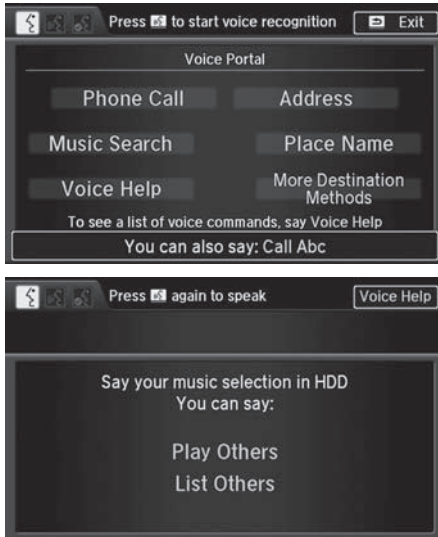 Press to start voice recognition
Exit
Voice Portal
Phone Call
Address
Music Search
Place Name
Voice Help
More Destination
Methods
To see a list of voice commands, say Voice Help
You can also say: Call Abc
Press again to speak
Voice Help
Say your music selection in HDD
You can say:
Play Others
List Others